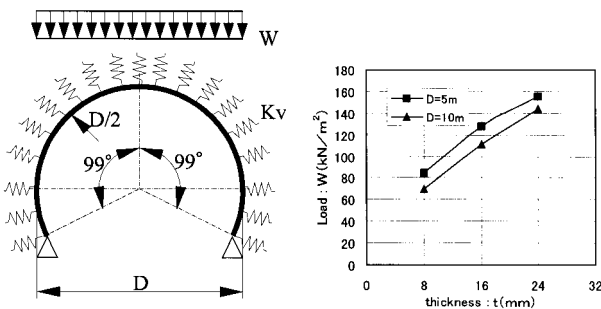 W
Kv
D/2
99° 99°
D
Load : W(kN/m²)
180
160
140
120
100
80
60
40
20
0
D=5m
D=10m
0 8 16 24 32
thickness : t(mm)